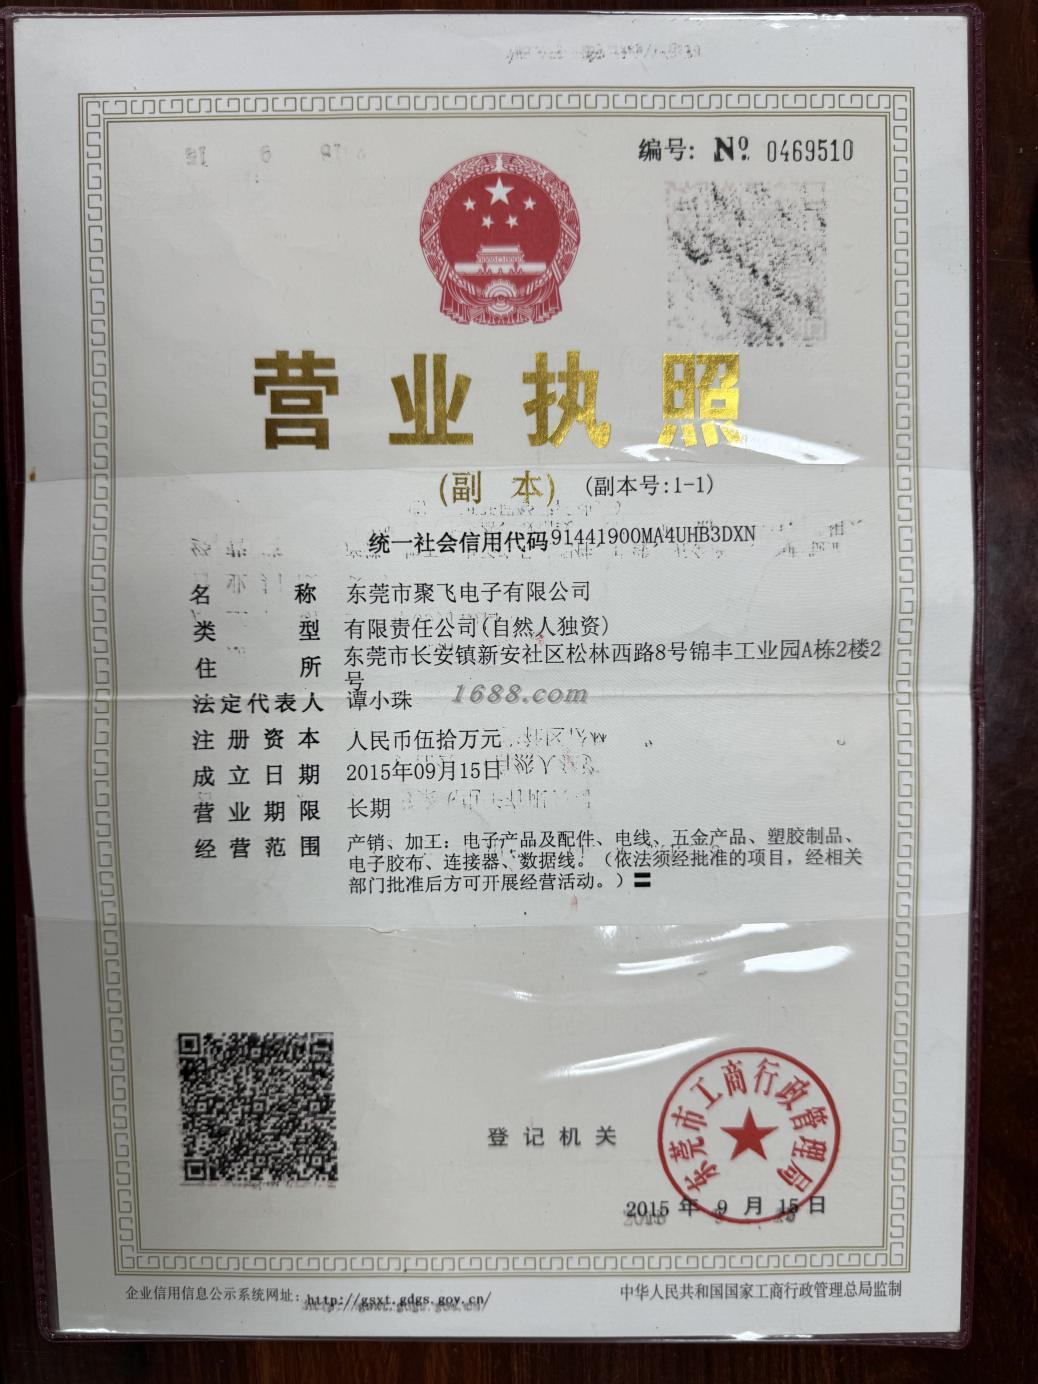 编号: No. 0469510
营业执照
(副 本) (副本号:1-1)
统一社会信用代码91441900MA4UHB3DXN
名 称 东莞市聚飞电子有限公司
类 型 有限责任公司(自然人独资)
住 所 东莞市长安镇新安社区松林西路8号锦丰工业园A栋2楼2
号
1688.com
法定代表人 谭小珠
注册资本 人民币伍拾万元
成立日期 2015年09月15日
营业期限 长期
经营范围 产销、加工：电子产品及配件、电线、五金产品、塑胶制品、
电子胶布、连接器、数据线。（依法须经批准的项目，经相关
部门批准后方可开展经营活动。）〓
东莞市工商行政管理局
登记机关
2015 年 9 月 15 日
企业信用信息公示系统网址: http://gsxt.gdgs.gov.cn/
中华人民共和国国家工商行政管理总局监制